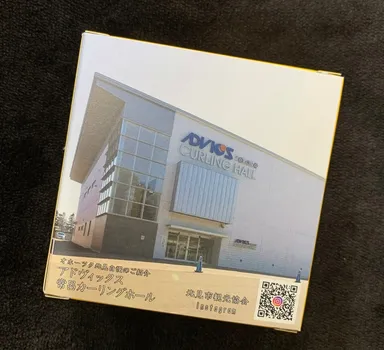 ADVICS 常呂
CURLING HALL
ADVICS
オホーツク北見自慢のご紹介
アドヴィックス
常呂カーリングホール
北見市観光協会
instagram